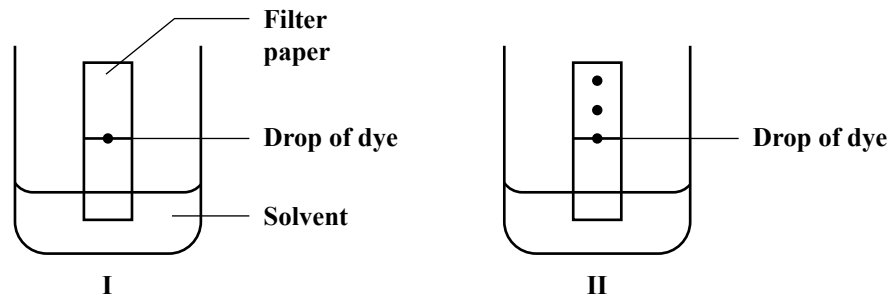 Filter
paper
Drop of dye
Solvent
I
Drop of dye
II